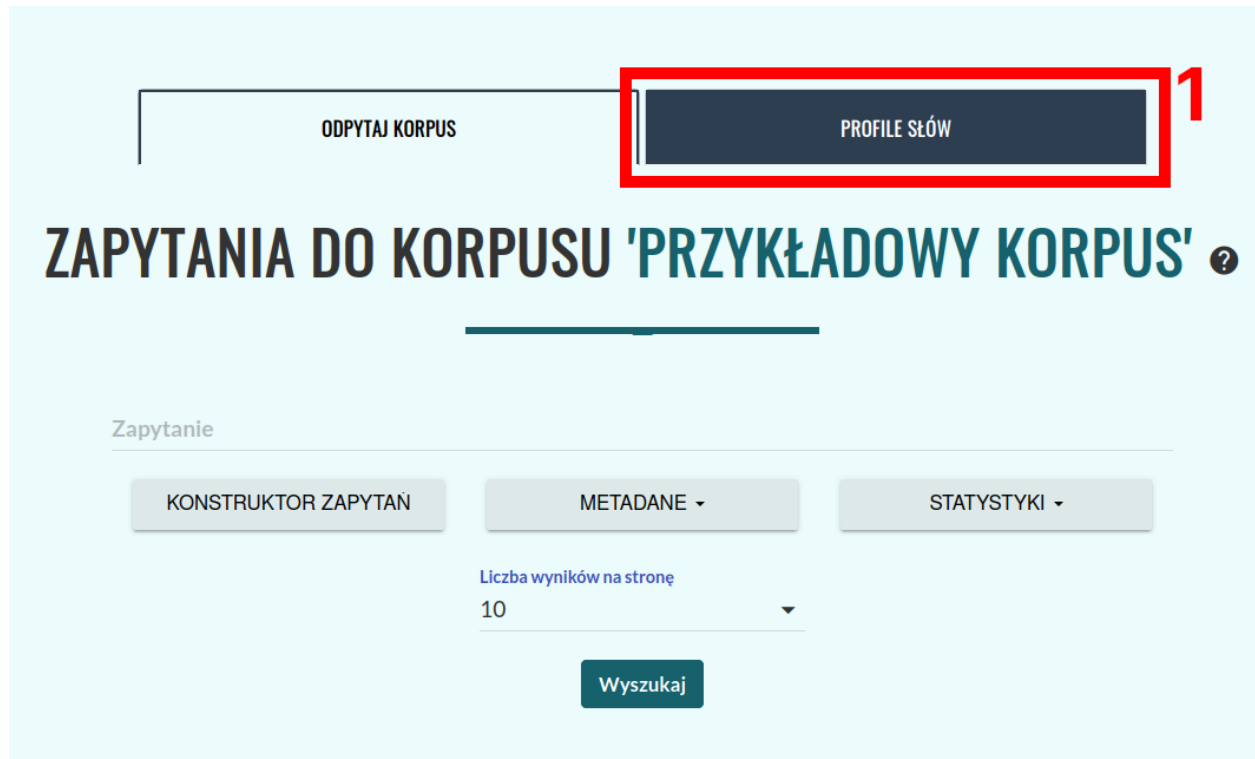 1
ODPYTAJ KORPUS PROFILE SŁÓW
ZAPYTANIA DO KORPUSU 'PRZYKŁADOWY KORPUS' ?
Zapytanie
KONSTRUKTOR ZAPYTAŃ METADANE STATYSTYKI
Liczba wyników na stronę
10
Wyszukaj